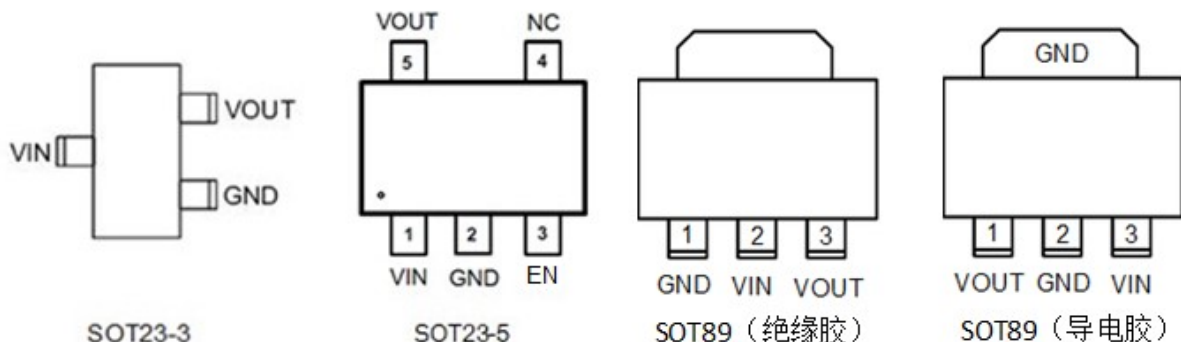 VIN
VOUT
GND
SOT23-3
VOUT NC
5 4
1 2 3
VIN GND EN
SOT23-5
1 2 3
GND VIN VOUT
SOT89（绝缘胶）
GND
1 2 3
VOUT GND VIN
SOT89（导电胶）